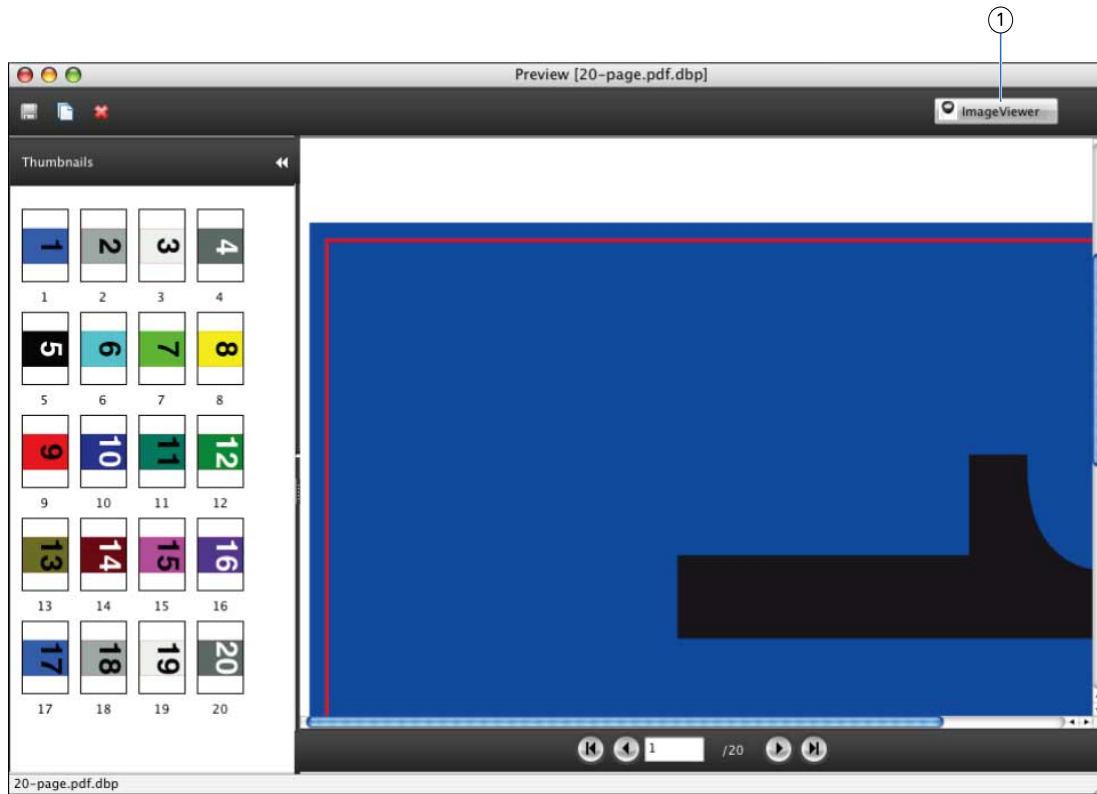 1
Preview [20-page.pdf.dbp]
ImageViewer
Thumbnails
1 2 3 4
1 2 3 4
5 6 7 8
5 6 7 8
9 10 11 12
9 10 11 12
13 14 15 16
13 14 15 16
17 18 19 20
17 18 19 20
1 /20
20-page.pdf.dbp